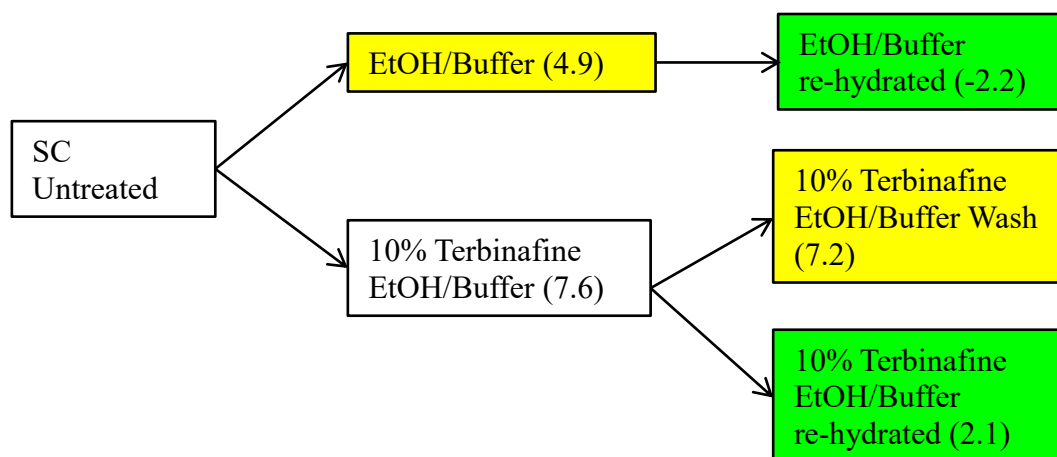 SC
Untreated
EtOH/Buffer (4.9)
EtOH/Buffer
re-hydrated (-2.2)
10% Terbinafine
EtOH/Buffer (7.6)
10% Terbinafine
EtOH/Buffer Wash
(7.2)
10% Terbinafine
EtOH/Buffer
re-hydrated (2.1)